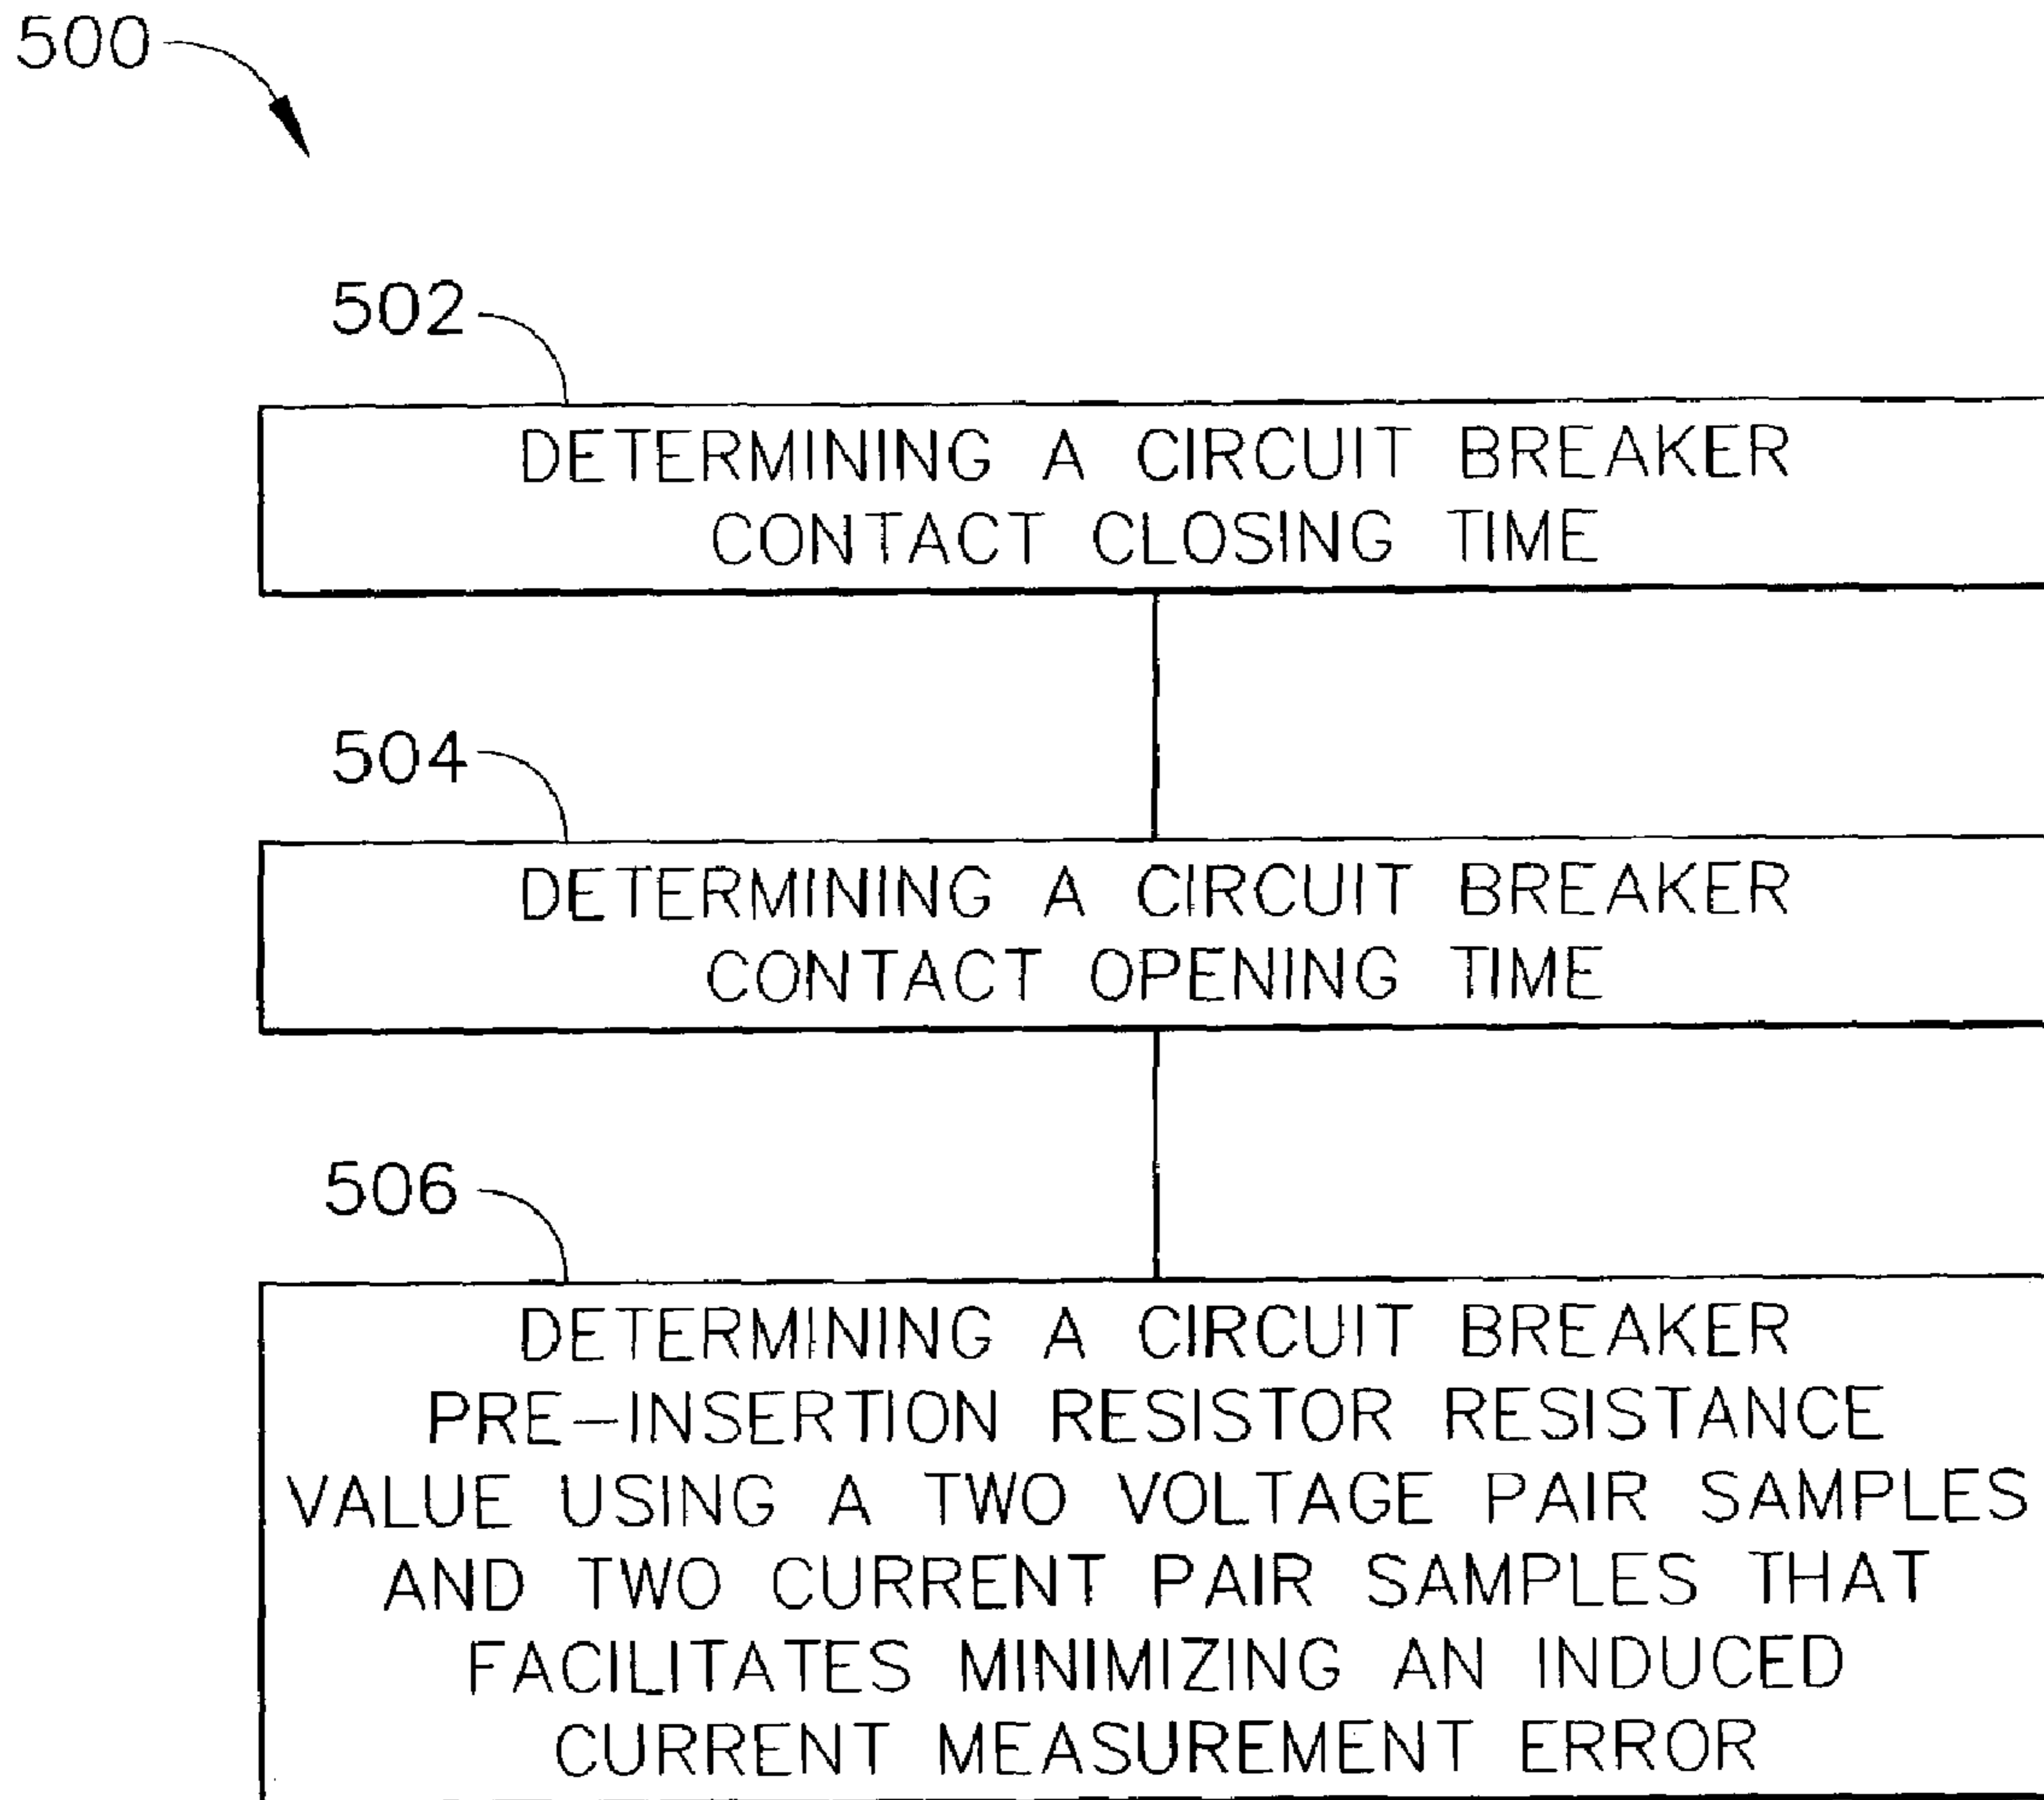 500
502
DETERMINING A CIRCUIT BREAKER
CONTACT CLOSING TIME
504
DETERMINING A CIRCUIT BREAKER
CONTACT OPENING TIME
506
DETERMINING A CIRCUIT BREAKER
PRE-INSERTION RESISTOR RESISTANCE
VALUE USING A TWO VOLTAGE PAIR SAMPLES
AND TWO CURRENT PAIR SAMPLES THAT
FACILITATES MINIMIZING AN INDUCED
CURRENT MEASUREMENT ERROR